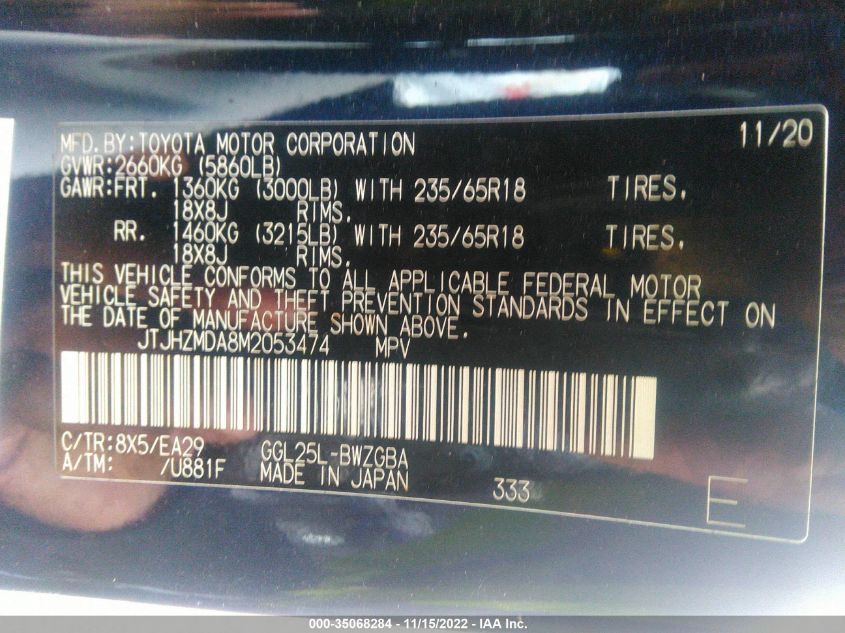 MFD.BY:TOYOTA MOTOR CORPORATION 11/20
GVWR:2660KG (5860LB)
GAWR:FRT. 1360KG (3000LB) WITH 235/65R18 TIRES,
18X8J RIMS.
RR. 1460KG (3215LB) WITH 235/65R18 TIRES,
18X8J RIMS.
THIS VEHICLE CONFORMS TO ALL APPLICABLE FEDERAL MOTOR
VEHICLE SAFETY AND THEFT PREVENTION STANDARDS IN EFFECT ON
THE DATE OF MANUFACTURE SHOWN ABOVE.
JTJHZMDA8M2053474 MPV
C/TR:8X5/EA29 GGL25L-BWZGBA
A/TM: /U881F MADE IN JAPAN 333 E
000-35068284 - 11/15/2022 - IAA Inc.